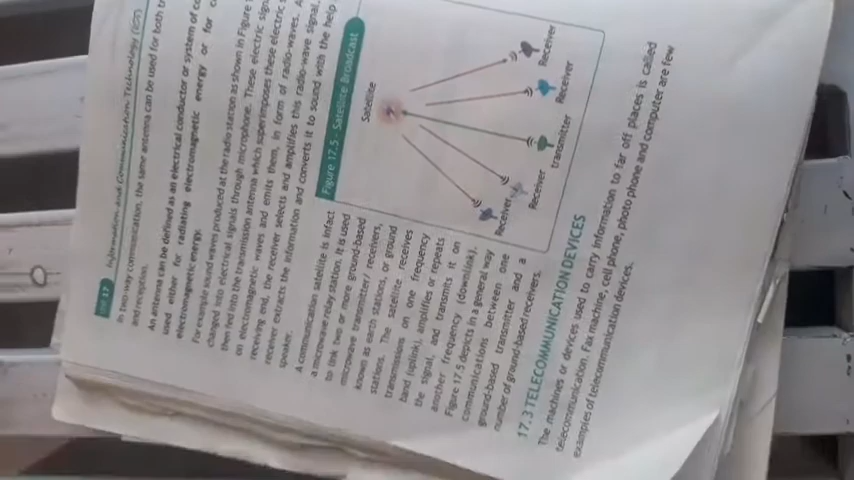 Unit 17
Information and Communication Technology (ICT)
In two-way communication, the same antenna can be used for both
and reception.
An antenna can be defined as an electrical conductor or system of
used either for radiating electromagnetic energy or for
electromagnetic energy.
For example sound waves produced at the radio station as shown in Figure
changed into electrical signals through microphone. These electric
then fed into the transmission antenna which superimposes these electric
on electromagnetic waves and emits them, in form of radio-waves.
receiving end, the receiver selects and amplifies this radio-wave signal.
receiver extracts the information and converts it to sound with the help
speaker.
A communication satellite is infact
a microwave relay station. It is used
to link two or more ground-based
microwave transmitter/ receivers,
known as earth stations, or ground
stations. The satellite receives
transmissions on one frequency
band (uplink), amplifies or repeats
the signal, and transmits it on
another frequency (downlink).
Figure 17.5 depicts in a general way
communications between one
ground-based transmitter and a
number of ground-based receivers.
Figure 17.5 - Satellite Broadcast
Satellite
Receiver
Receiver
transmitter
Receiver
Receiver
17.3 TELECOMMUNICATION DEVICES
The machines or devices used to carry information to far off places is called
telecommunication. Fax machine, cell phone, photo phone and computer are few
examples of telecommunication devices.